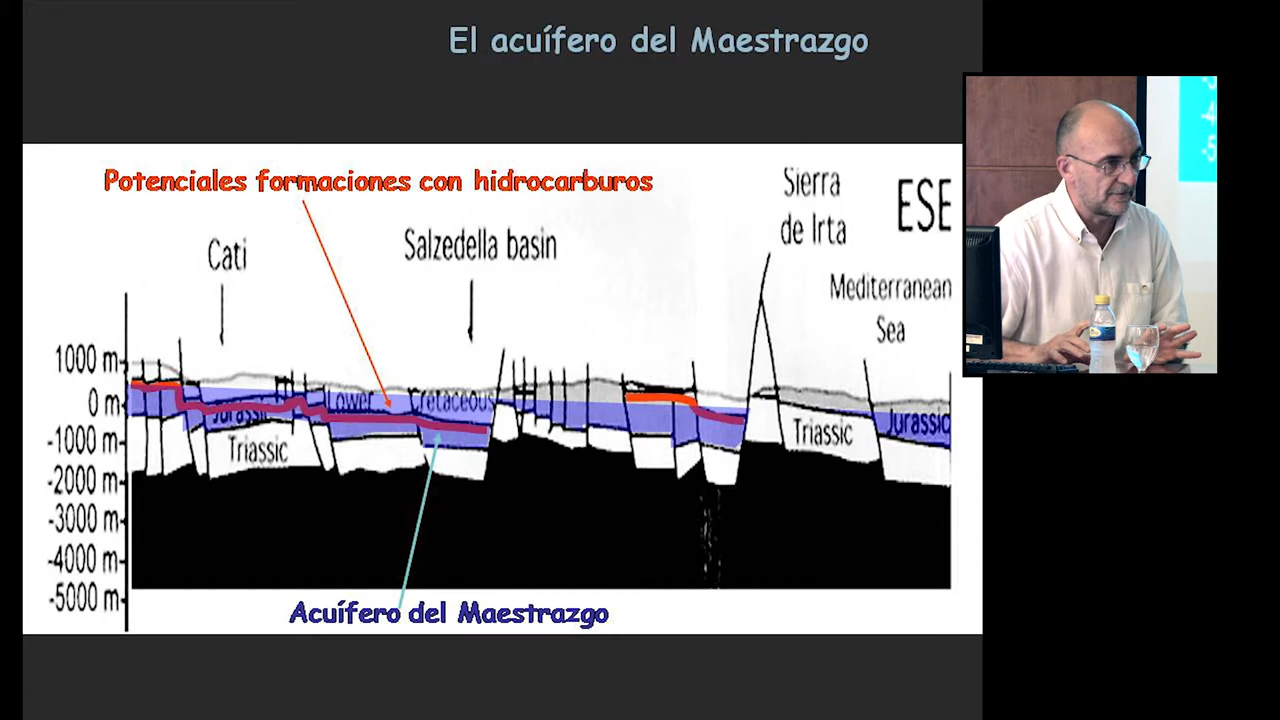 El acuífero del Maestrazgo
Potenciales formaciones con hidrocarburos
Sierra
de Irta
ESE
Cati
Salzedella basin
Mediterranean
Sea
1000 m
0 m
-1000 m
-2000 m
-3000 m
-4000 m
-5000 m
Jurassic
Lower
Cretaceous
Triassic
Triassic
Jurassic
Acuífero del Maestrazgo